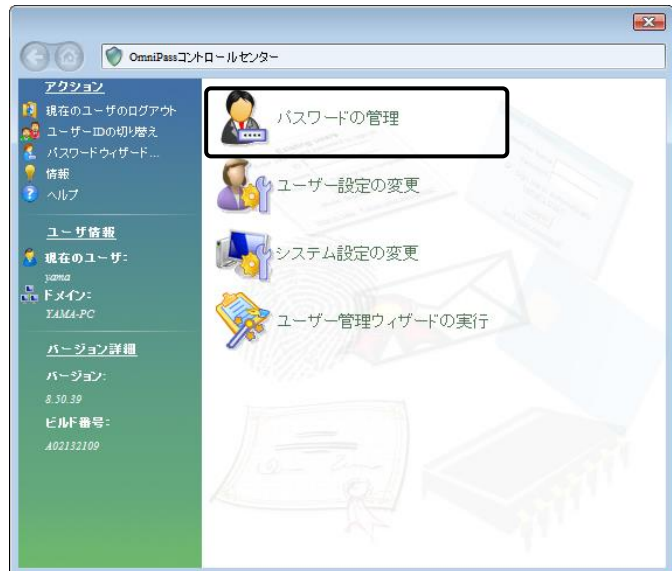 OmniPassコントロールセンター
アクション
現在のユーザのログアウト
ユーザーIDの切り替え
パスワードウィザード...
情報
ヘルプ
ユーザ情報
現在のユーザ:
yama
ドメイン:
YAMA-PC
バージョン詳細
バージョン:
8.50.39
ビルド番号:
A02132109
パスワードの管理
ユーザー設定の変更
システム設定の変更
ユーザー管理ウィザードの実行